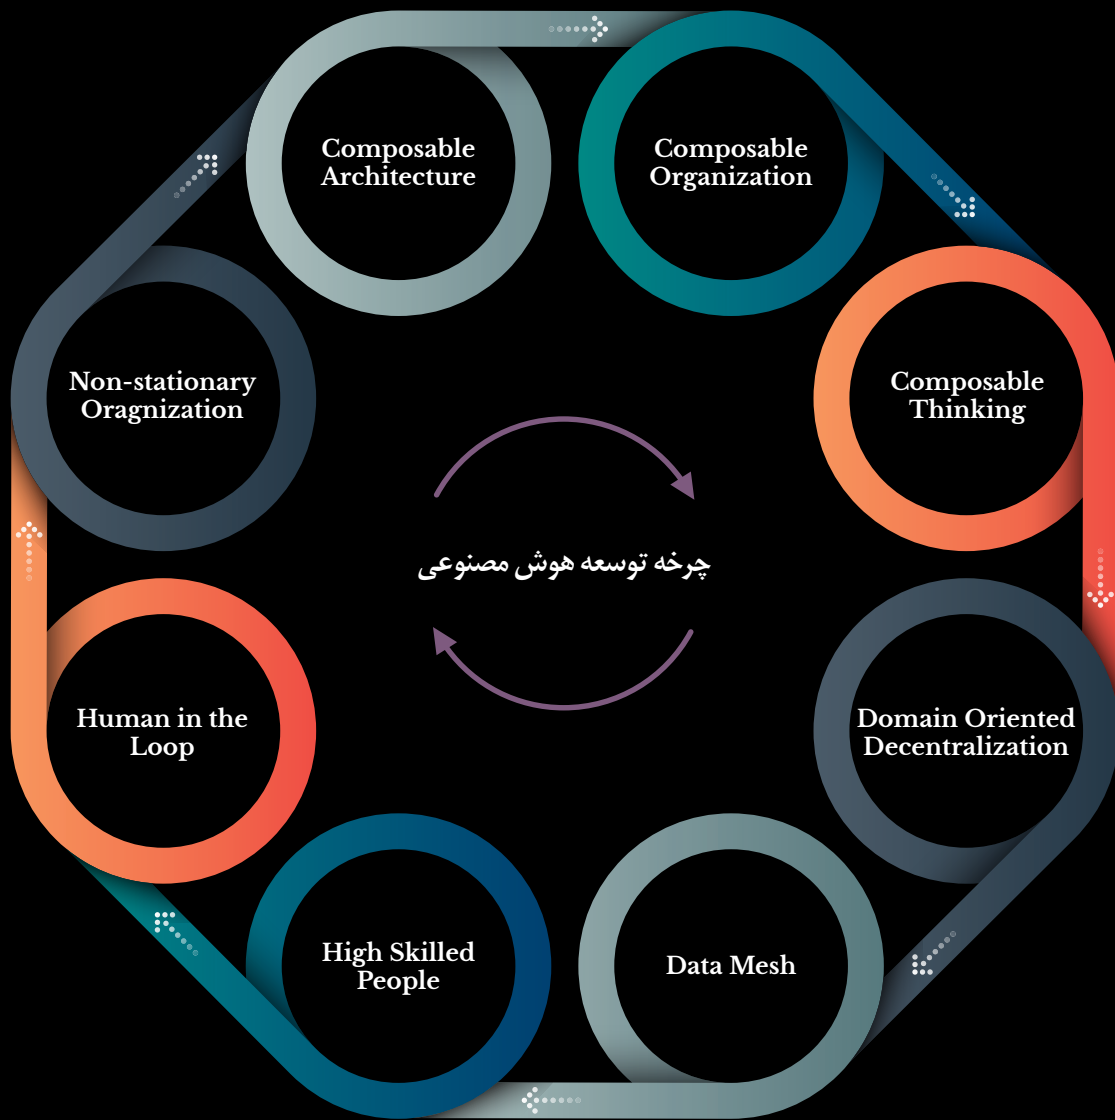 Composable
Architecture
Composable
Organization
Composable
Thinking
Domain Oriented
Decentralization
Data Mesh
High Skilled
People
Human in the
Loop
Non-stationary
Oragnization
چرخه توسعه هوش مصنوعی